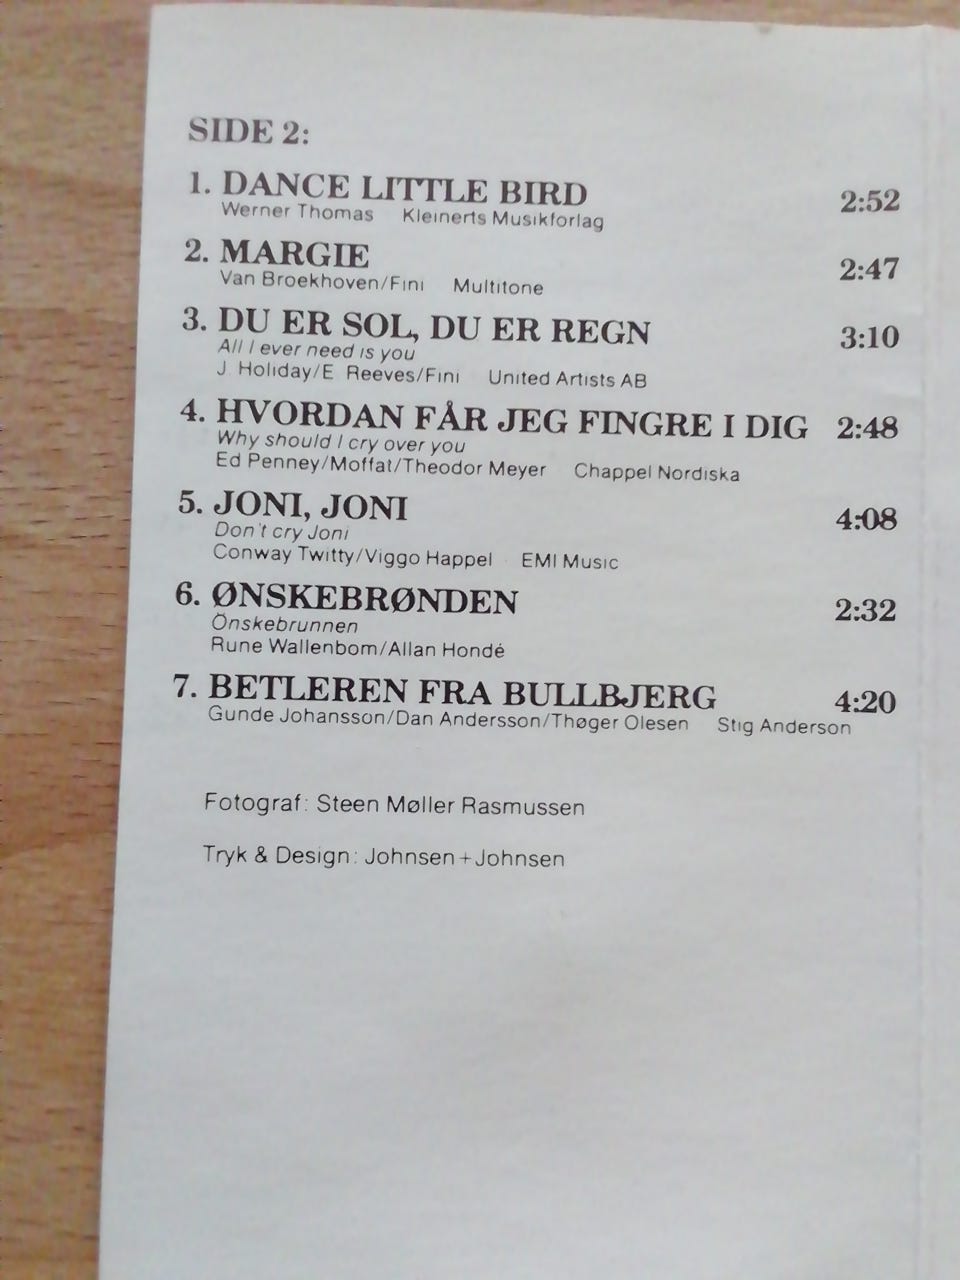 SIDE 2:
1. DANCE LITTLE BIRD 2:52
Werner Thomas Kleinerts Musikforlag
2. MARGIE 2:47
Van Broekhoven/Fini Multitone
3. DU ER SOL, DU ER REGN 3:10
All I ever need is you
J. Holiday/E. Reeves/Fini United Artists AB
4. HVORDAN FÅR JEG FINGRE I DIG 2:48
Why should I cry over you
Ed Penney/Moffat/Theodor Meyer Chappel Nordiska
5. JONI, JONI 4:08
Don't cry Joni
Conway Twitty/Viggo Happel EMI Music
6. ØNSKEBRØNDEN 2:32
Önskebrunnen
Rune Wallenbom/Allan Hondé
7. BETLEREN FRA BULLBJERG 4:20
Gunde Johansson/Dan Andersson/Thøger Olesen Stig Anderson
Fotograf: Steen Møller Rasmussen
Tryk & Design: Johnsen+Johnsen